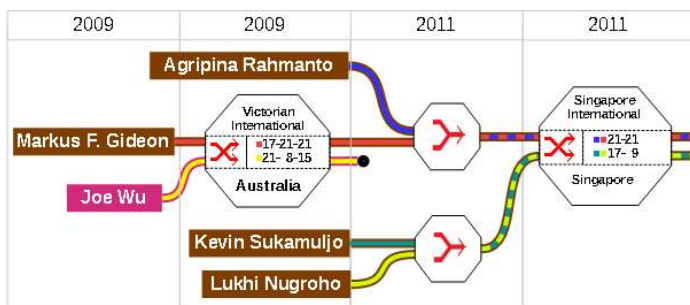 2009
2009
2011
2011
Agripina Rahmanto
Markus F. Gideon
Victorian
International
17-21-21
21- 8-15
Australia
Joe Wu
Singapore
International
21-21
17- 9
Singapore
Kevin Sukamuljo
Lukhi Nugroho